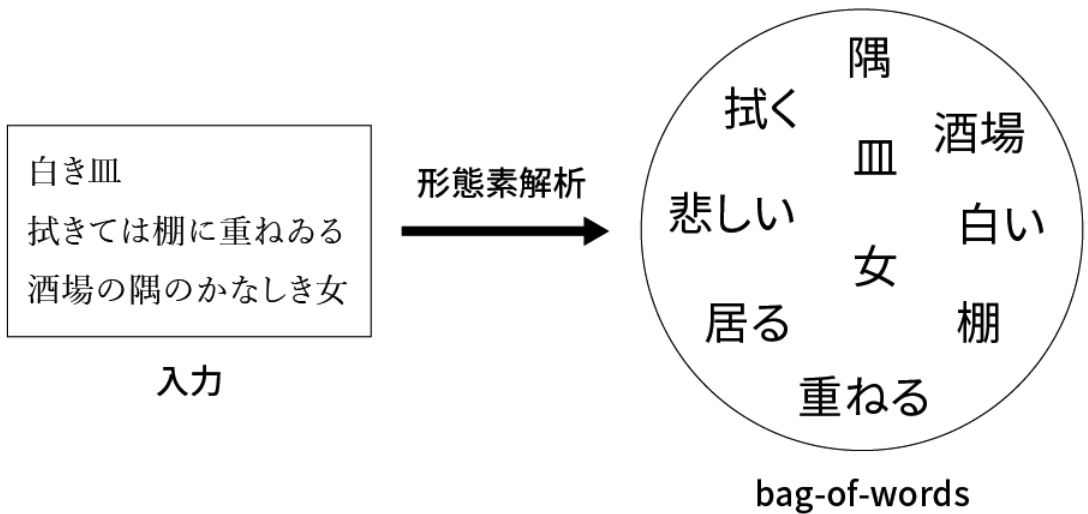 白き皿
拭きては棚に重ねゐる
酒場の隅のかなしき女
入力
形態素解析
隅
拭く
酒場
皿
悲しい
白い
女
居る
棚
重ねる
bag-of-words